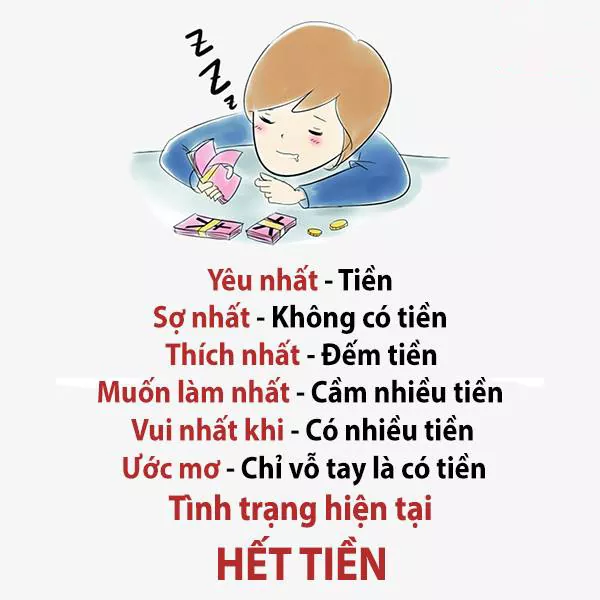 Z
Z
z
Yêu nhất - Tiền
Sợ nhất - Không có tiền
Thích nhất - Đếm tiền
Muốn làm nhất - Cầm nhiều tiền
Vui nhất khi - Có nhiều tiền
Ước mơ - Chỉ vỗ tay là có tiền
Tình trạng hiện tại
HẾT TIỀN